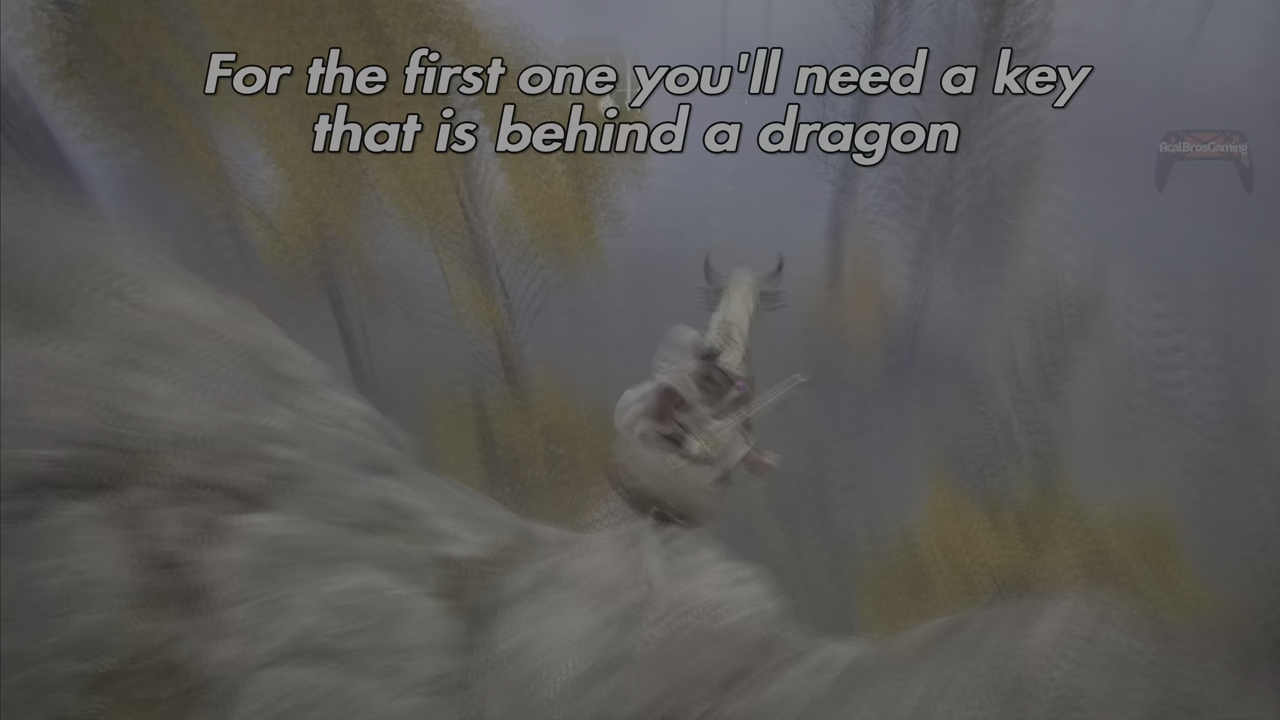 For the first one you'll need a key
that is behind a dragon
AcalBrosGaming